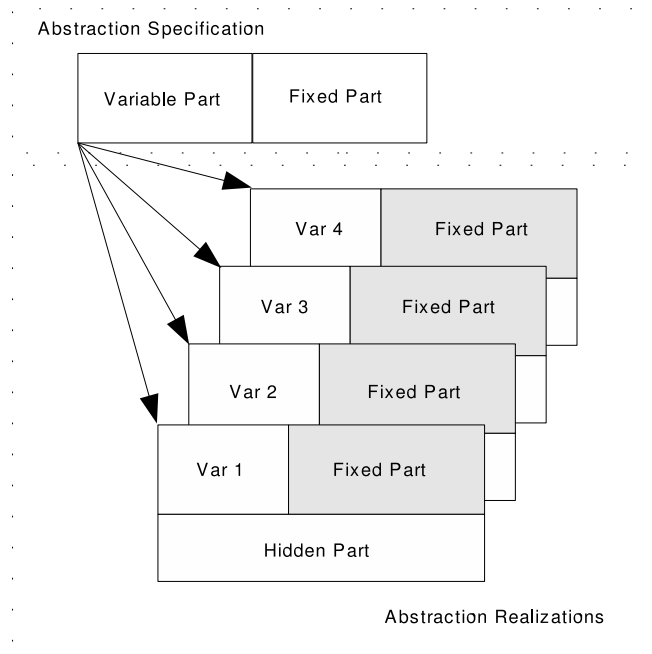 Abstraction Specification
Variable Part
Fixed Part
Var 4
Fixed Part
Var 3
Fixed Part
Var 2
Fixed Part
Var 1
Fixed Part
Hidden Part
Abstraction Realizations